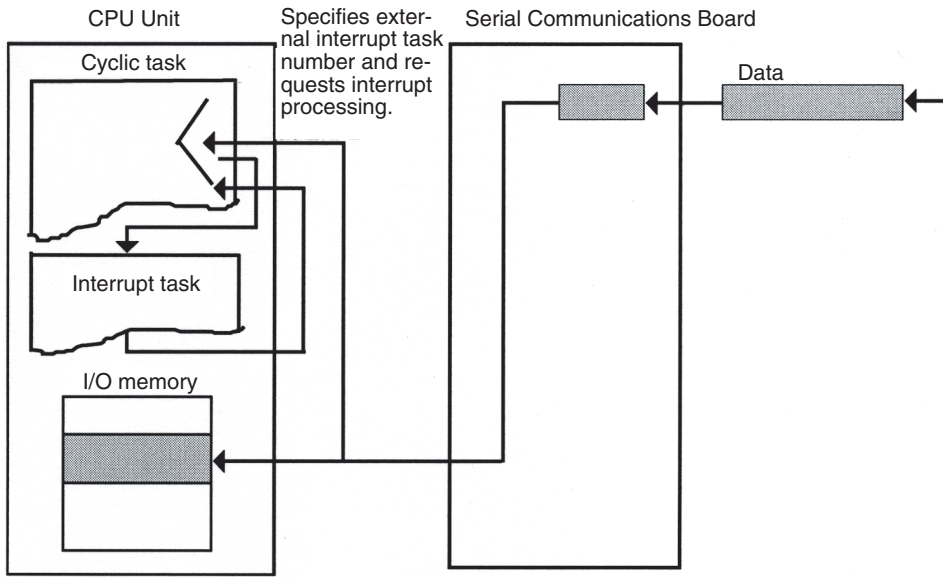 CPU Unit
Specifies exter-
nal interrupt task
number and re-
quests interrupt
processing.
Serial Communications Board
Cyclic task
Data
Interrupt task
I/O memory